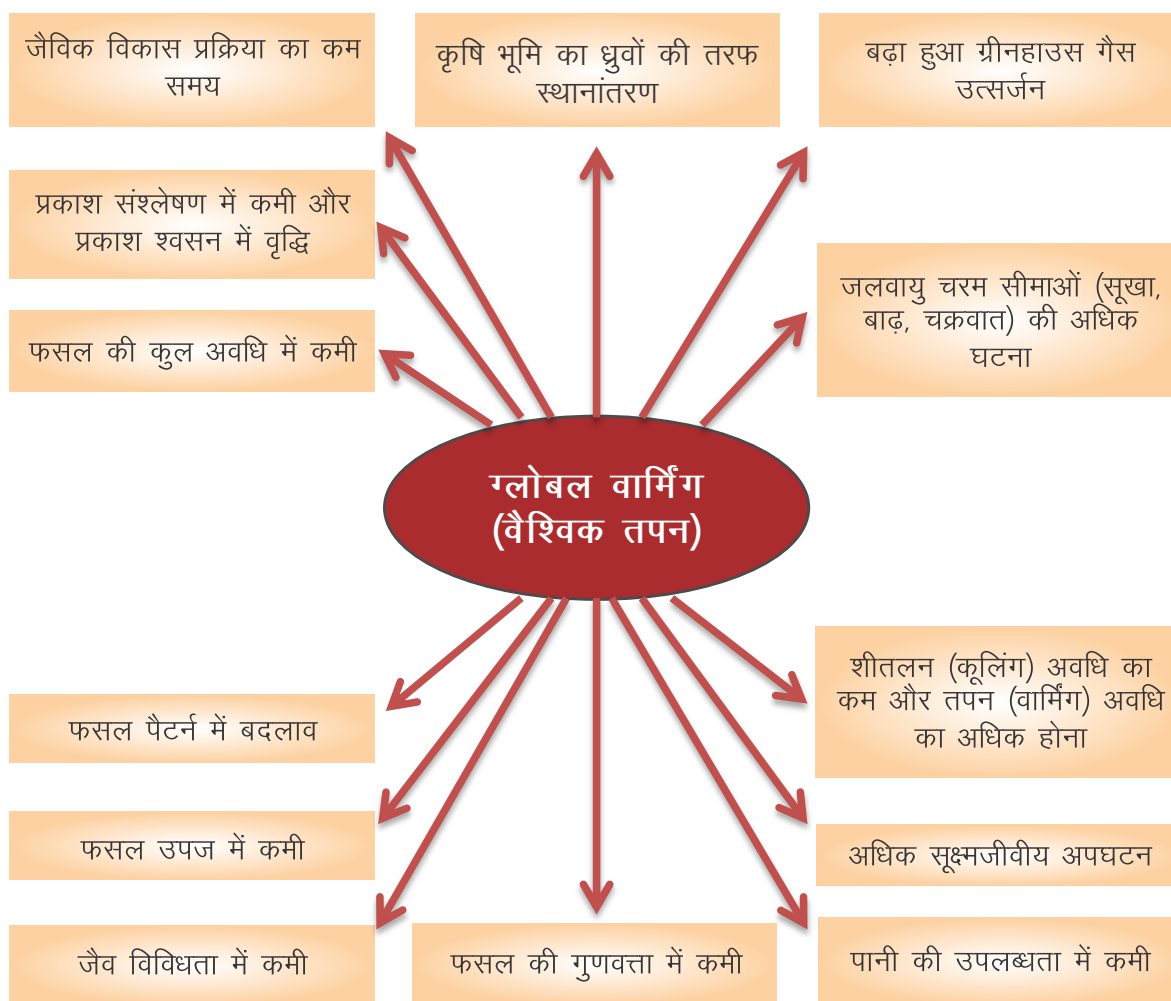 जैविक विकास प्रक्रिया का कम
समय
कृषि भूमि का ध्रुवों की तरफ
स्थानांतरण
बढ़ा हुआ ग्रीनहाउस गैस
उत्सर्जन
प्रकाश संश्लेषण में कमी और
प्रकाश श्वसन में वृद्धि
जलवायु चरम सीमाओं (सूखा,
बाढ़, चक्रवात) की अधिक
घटना
फसल की कुल अवधि में कमी
ग्लोबल वार्मिंग
(वैश्विक तपन)
शीतलन (कूलिंग) अवधि का
कम और तपन (वार्मिंग) अवधि
का अधिक होना
फसल पैटर्न में बदलाव
फसल उपज में कमी
अधिक सूक्ष्मजीवीय अपघटन
जैव विविधता में कमी
फसल की गुणवत्ता में कमी
पानी की उपलब्धता में कमी